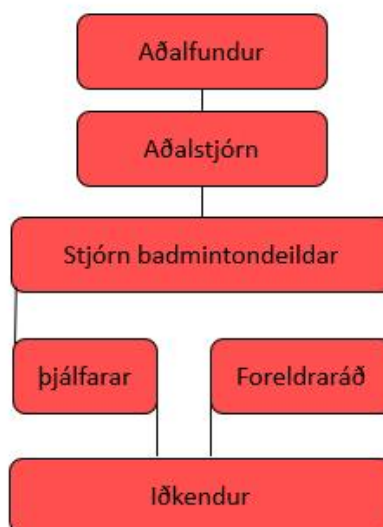 Aðalfundur
Aðalstjórn
Stjórn badmintondeildar
þjálfarar
Foreldraráð
Iðkendur